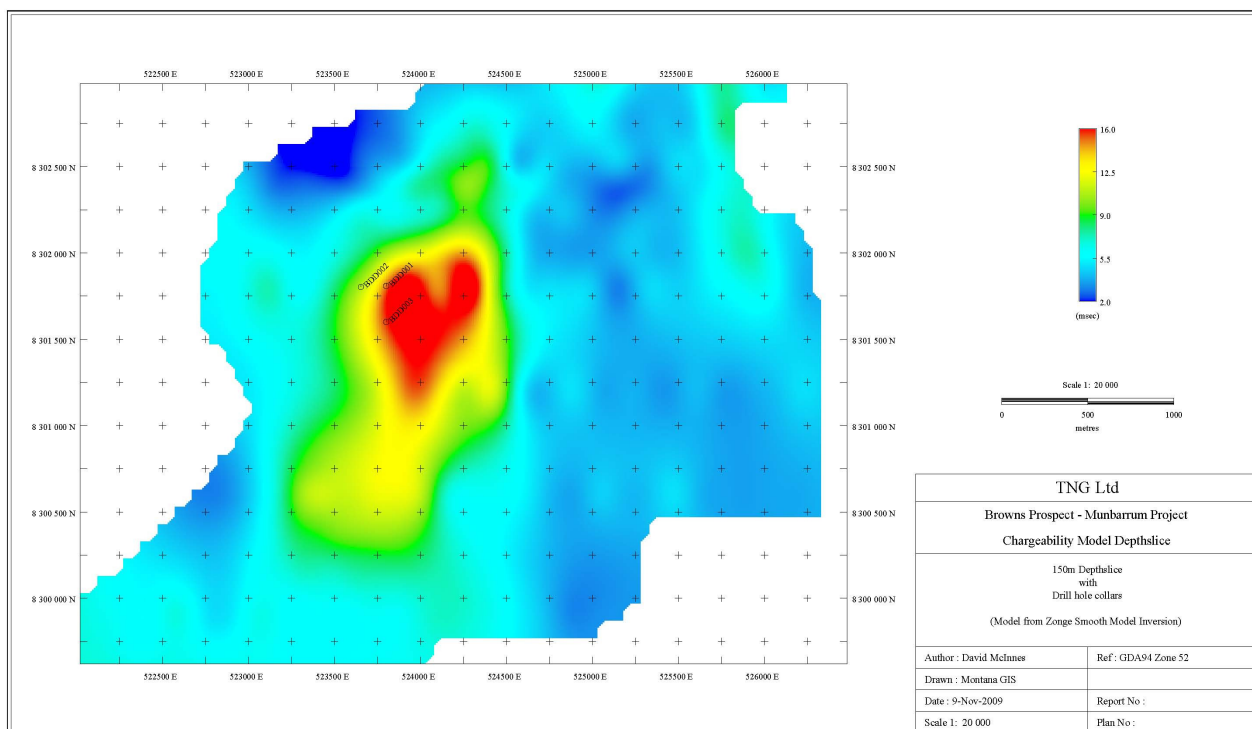 522500 E 523000 E 523500 E 524000 E 524500 E 525000 E 525500 E 526000 E
8 302 500 N 8 302 500 N
8 302 000 N 8 302 000 N
8 301 500 N 8 301 500 N
8 301 000 N 8 301 000 N
8 300 500 N 8 300 500 N
8 300 000 N 8 300 000 N
522500 E 523000 E 523500 E 524000 E 524500 E 525000 E 525500 E 526000 E
BDD002
BDD001
BDD003
16.0
12.5
9.0
5.5
2.0
(msec)
Scale 1: 20 000
0 500 1000
metres
TNG Ltd
Browns Prospect - Munbarrum Project
Chargeability Model Depthslice
150m Depthslice
with
Drill hole collars
(Model from Zonge Smooth Model Inversion)
Author : David McInnes Ref : GDA94 Zone 52
Drawn : Montana GIS
Date : 9-Nov-2009 Report No :
Scale 1: 20 000 Plan No :